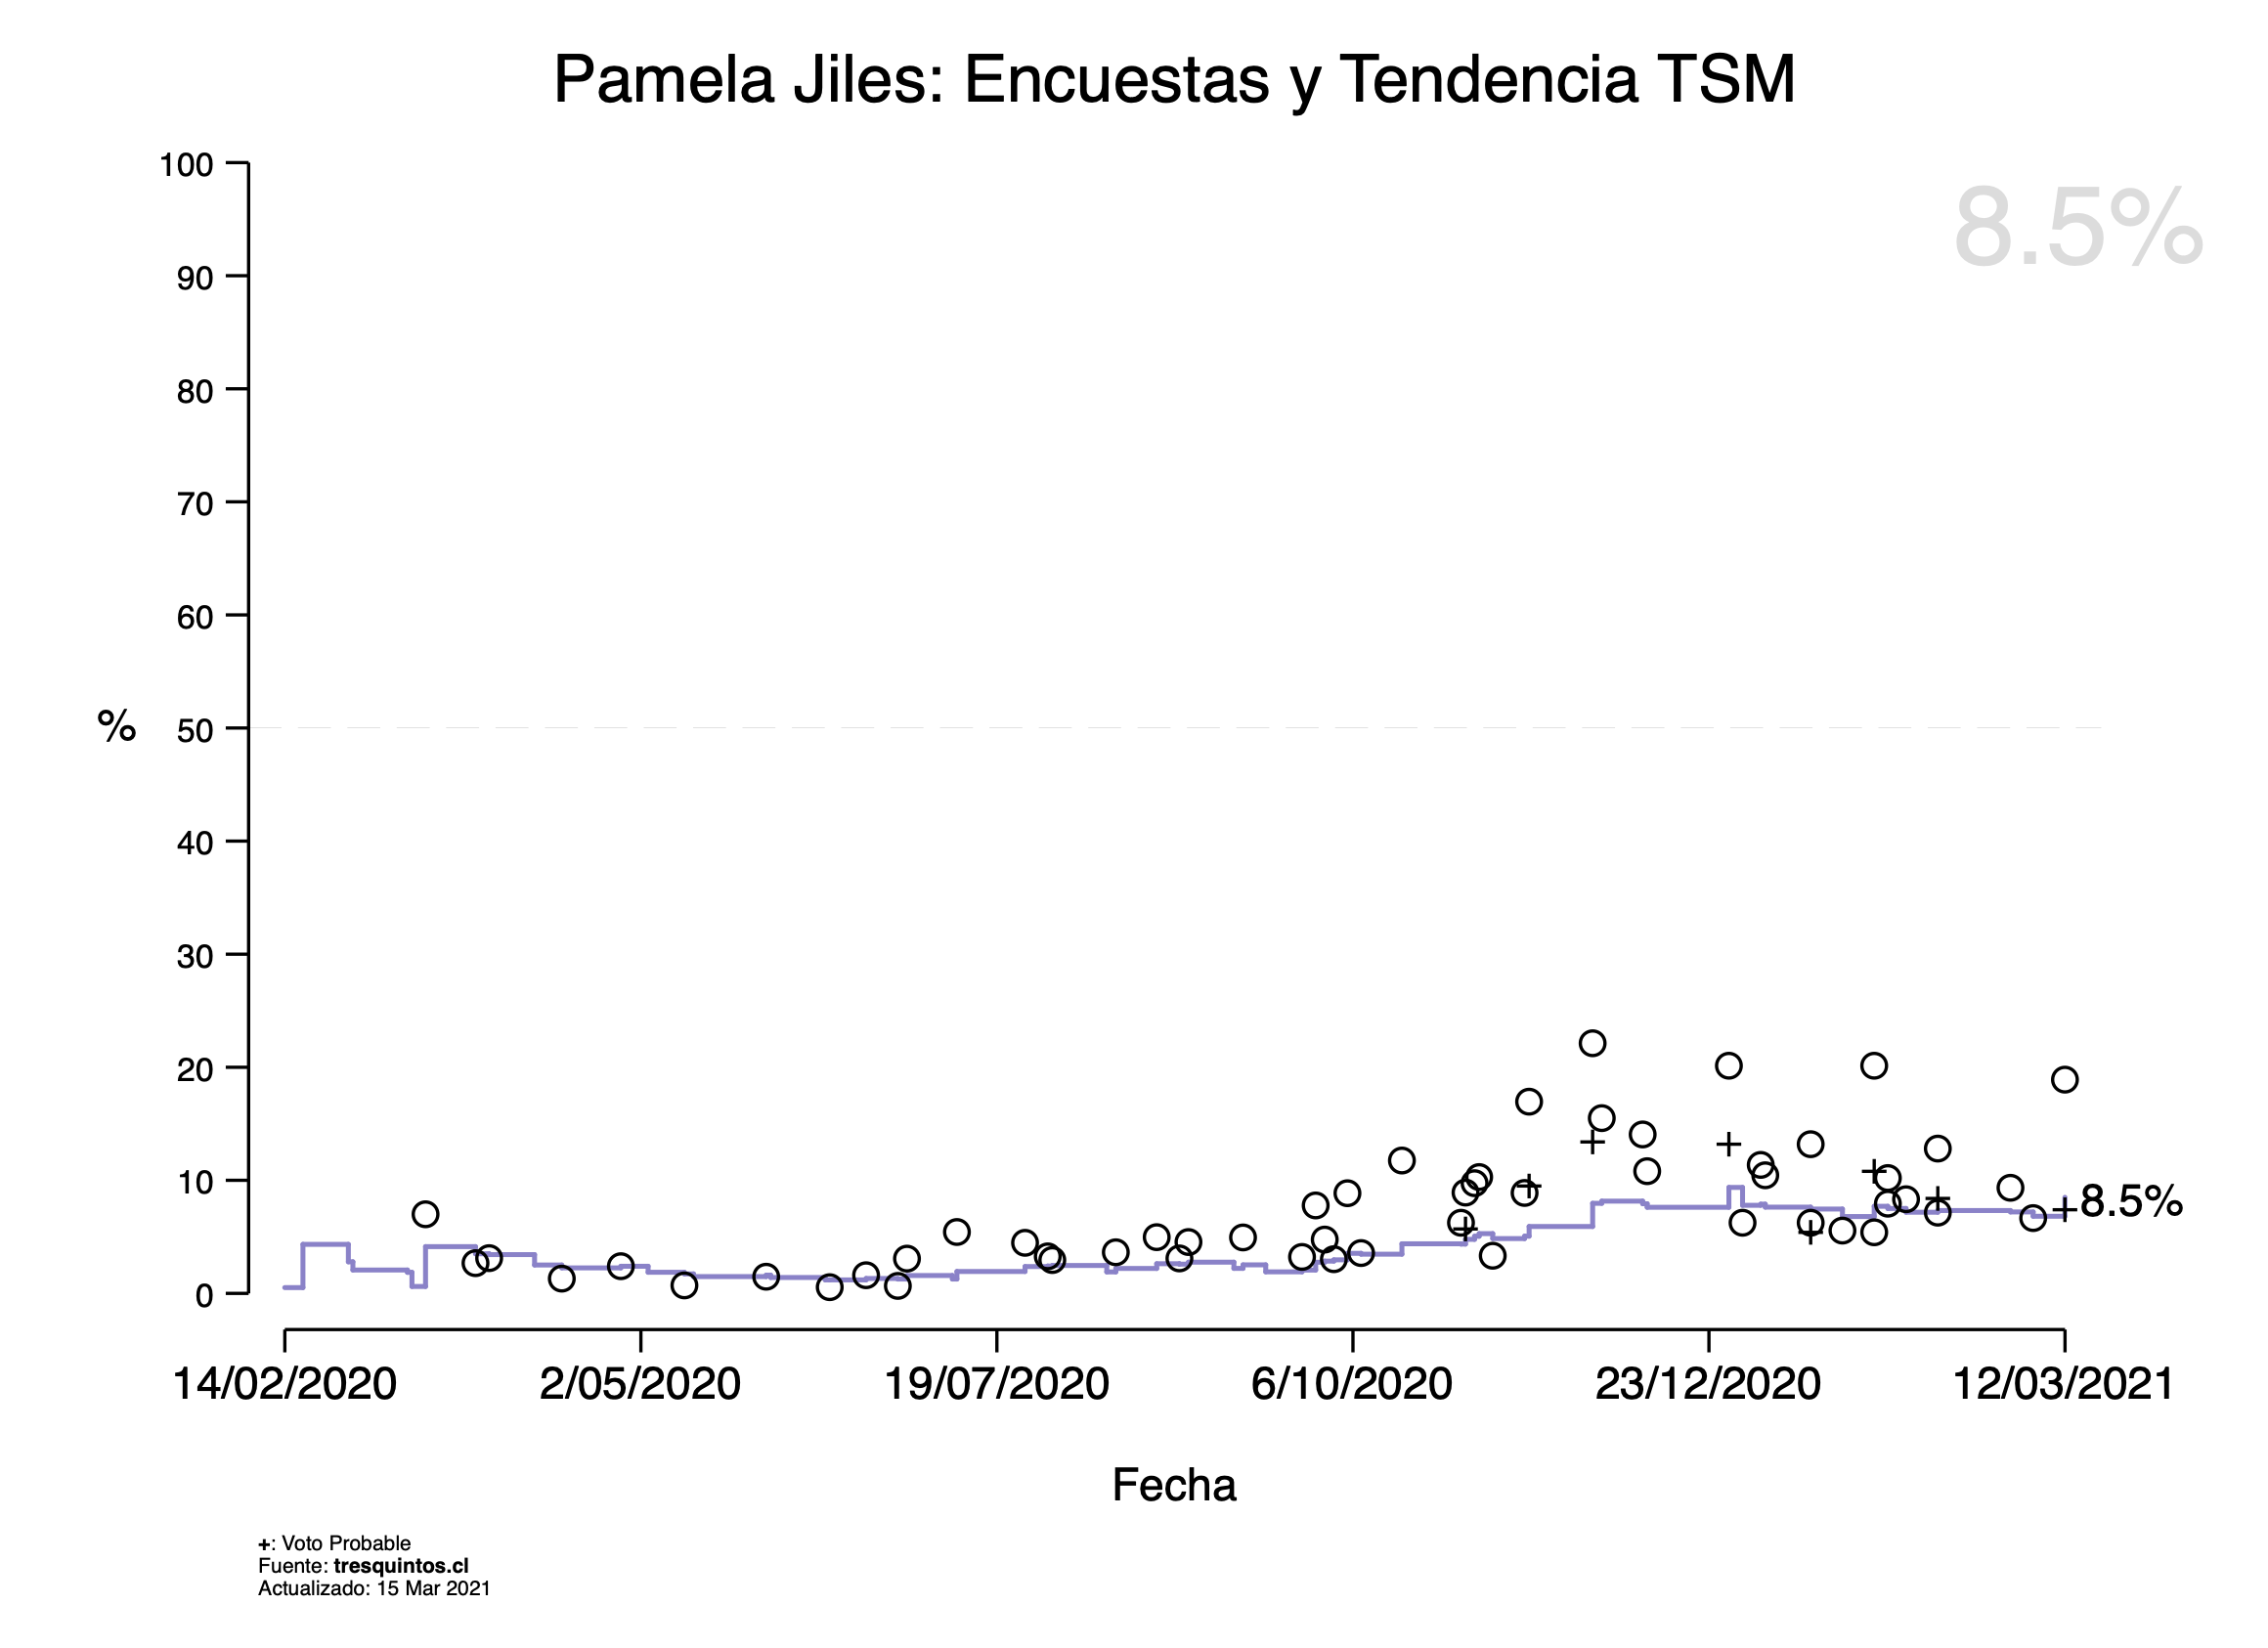 Pamela Jiles: Encuestas y Tendencia TSM
8.5%
100
90
80
70
60
%
50
40
30
20
10
0
8.5%
14/02/2020 2/05/2020 19/07/2020 6/10/2020 23/12/2020 12/03/2021
Fecha
+: Voto Probable
Fuente: tresquintos.cl
Actualizado: 15 Mar 2021